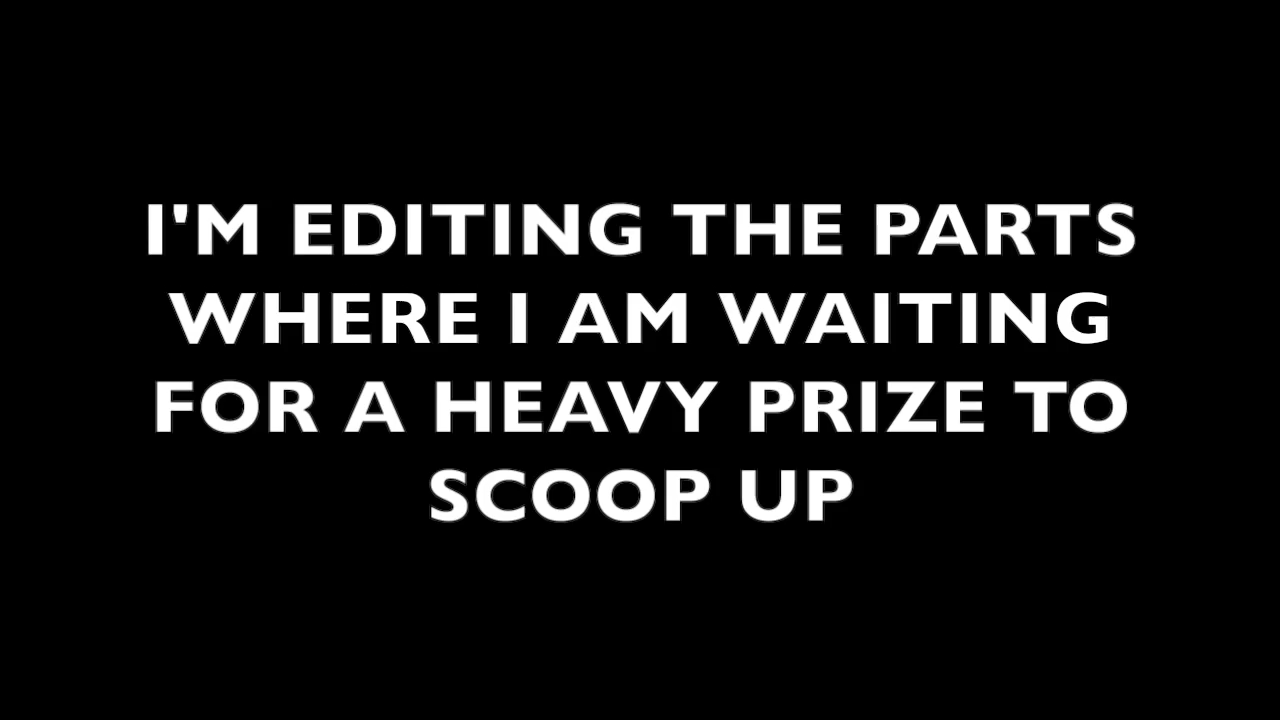 I'M EDITING THE PARTS
WHERE I AM WAITING
FOR A HEAVY PRIZE TO
SCOOP UP